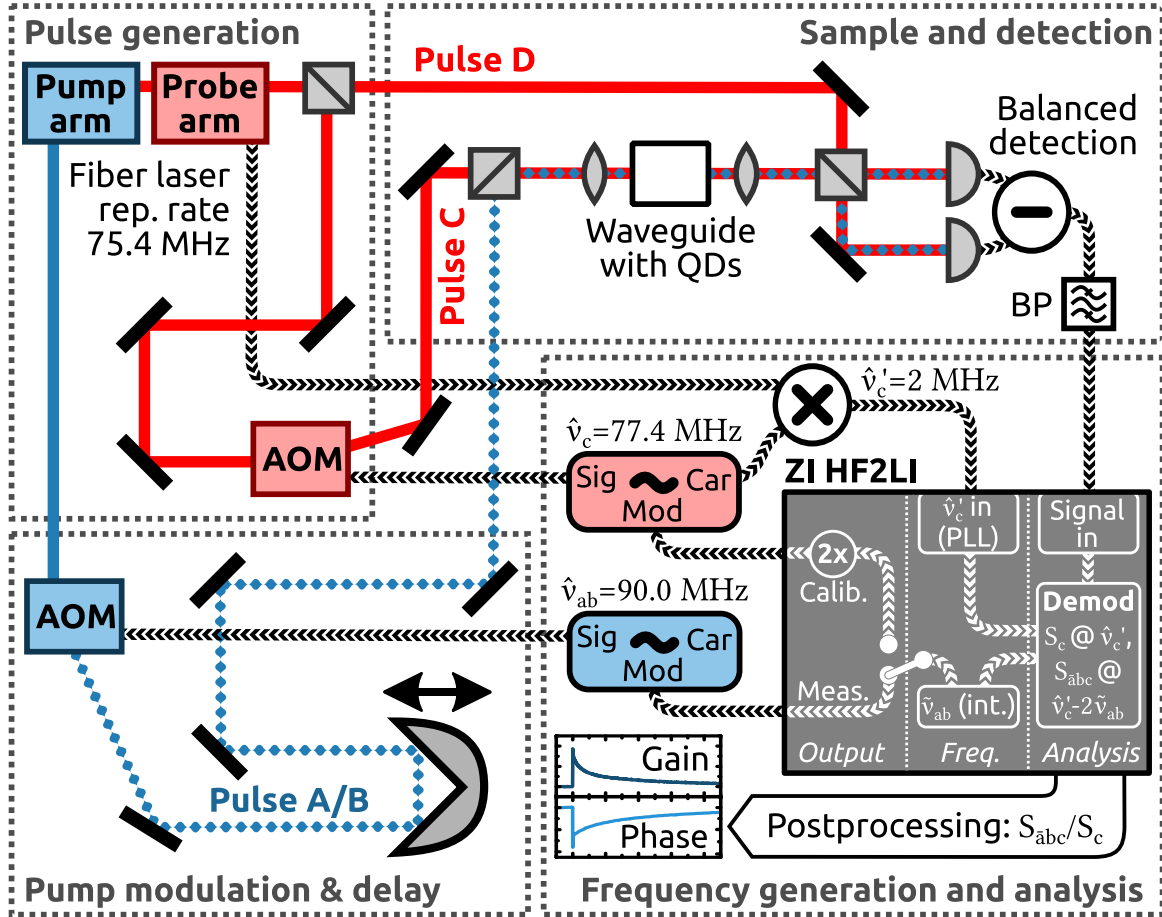 Pulse generation
Pump
arm
Probe
arm
Fiber laser
rep. rate
75.4 MHz
AOM
Pulse C
Sample and detection
Pulse D
Balanced
detection
Waveguide
with QDs
BP
Pump modulation & delay
AOM
Pulse A/B
Frequency generation and analysis
ν̂c'=2 MHz
ν̂c=77.4 MHz
Sig Car
Mod
ν̂ab=90.0 MHz
Sig Car
Mod
ZI HF2LI
2x
Calib.
Meas.
Output
ν̂c' in
(PLL)
ν̃ab (int.)
Freq.
Signal
in
Demod
Sc @ ν̂c',
Sābc @
ν̂c'-2ν̃ab
Analysis
Gain
Phase
Postprocessing: Sābc/Sc